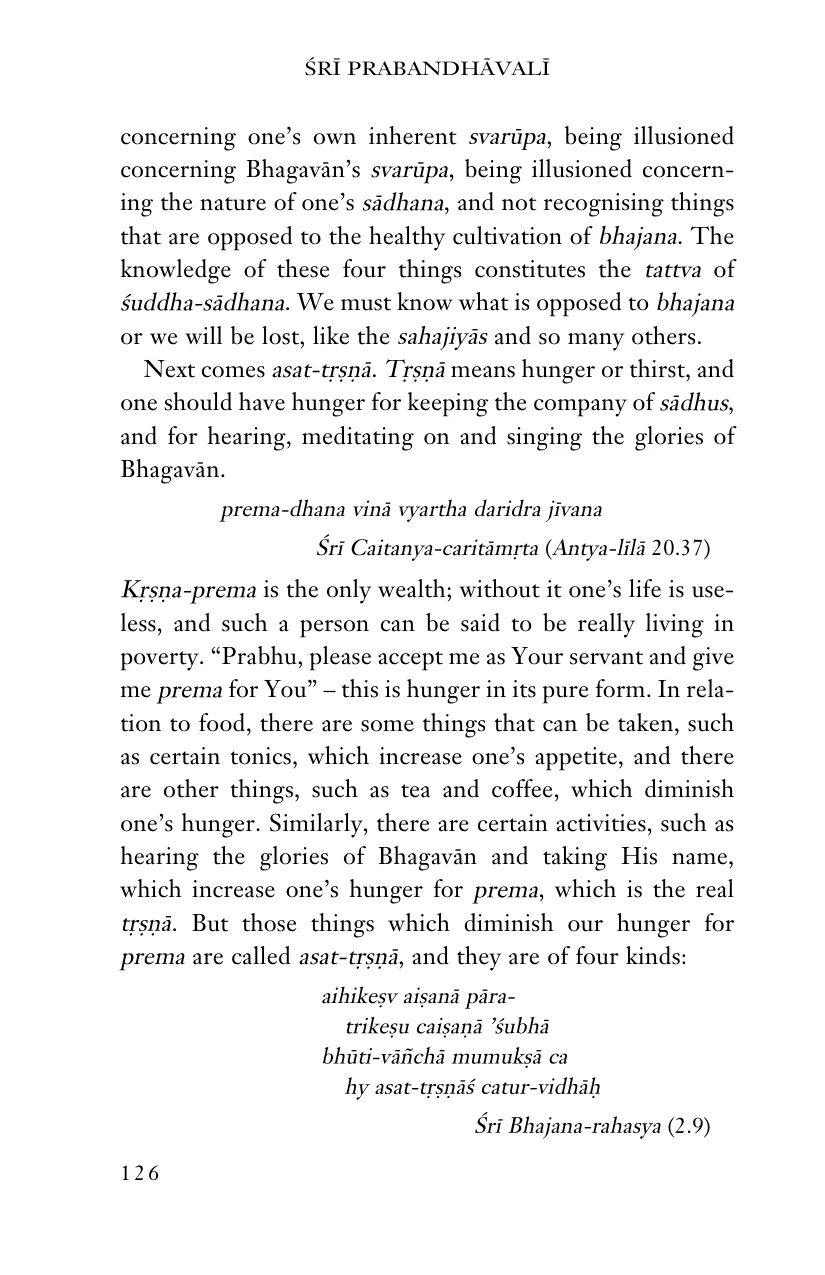 ŚRĪ PRABANDHĀVALĪ
concerning one’s own inherent svarūpa, being illusioned
concerning Bhagavān’s svarūpa, being illusioned concern-
ing the nature of one’s sādhana, and not recognising things
that are opposed to the healthy cultivation of bhajana. The
knowledge of these four things constitutes the tattva of
śuddha-sādhana. We must know what is opposed to bhajana
or we will be lost, like the sahajiyās and so many others.
Next comes asat-tṛṣṇā. Tṛṣṇā means hunger or thirst, and
one should have hunger for keeping the company of sādhus,
and for hearing, meditating on and singing the glories of
Bhagavān.
prema-dhana vinā vyartha daridra jīvana
Śrī Caitanya-caritāmṛta (Antya-līlā 20.37)
Kṛṣṇa-prema is the only wealth; without it one’s life is use-
less, and such a person can be said to be really living in
poverty. “Prabhu, please accept me as Your servant and give
me prema for You” – this is hunger in its pure form. In rela-
tion to food, there are some things that can be taken, such
as certain tonics, which increase one’s appetite, and there
are other things, such as tea and coffee, which diminish
one’s hunger. Similarly, there are certain activities, such as
hearing the glories of Bhagavān and taking His name,
which increase one’s hunger for prema, which is the real
tṛṣṇā. But those things which diminish our hunger for
prema are called asat-tṛṣṇā, and they are of four kinds:
aihikeṣv aiṣanā pāra-
trikeṣu caiṣaṇā ’śubhā
bhūti-vāñchā mumukṣā ca
hy asat-tṛṣṇāś catur-vidhāḥ
Śrī Bhajana-rahasya (2.9)
126